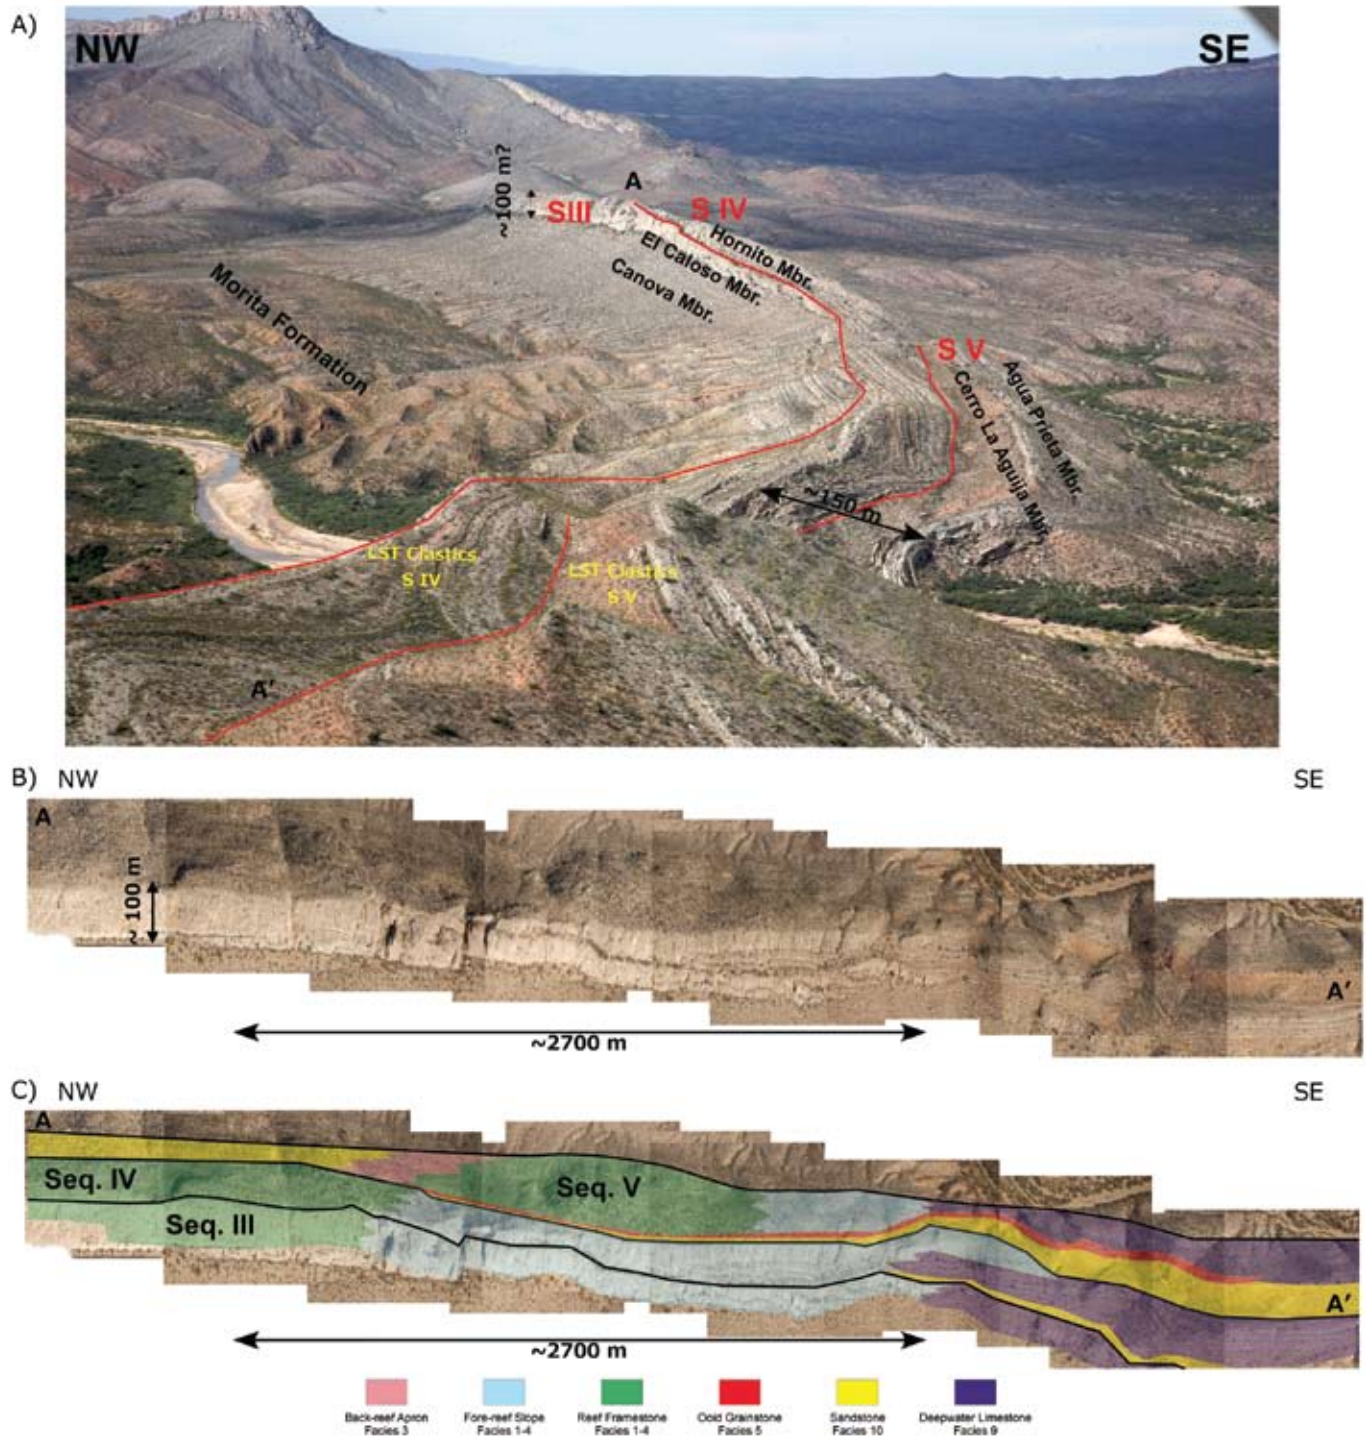 A)
NW
SE
~100 m?
A
SIII
S IV
Hornito Mbr.
El Caloso Mbr.
Canova Mbr.
Morita Formation
S V
Agua Prieta Mbr.
Cerro La Aguija Mbr.
~150 m
LST Clastics
S IV
LST Clastics
S V
A'
B) NW
SE
A
~ 100 m
A'
~2700 m
C) NW
SE
A
Seq. IV
Seq. V
Seq. III
A'
~2700 m
Back-reef Apron
Facies 3
Fore-reef Slope
Facies 1-4
Reef Framestone
Facies 1-4
Ooid Grainstone
Facies 5
Sandstone
Facies 10
Deepwater Limestone
Facies 9